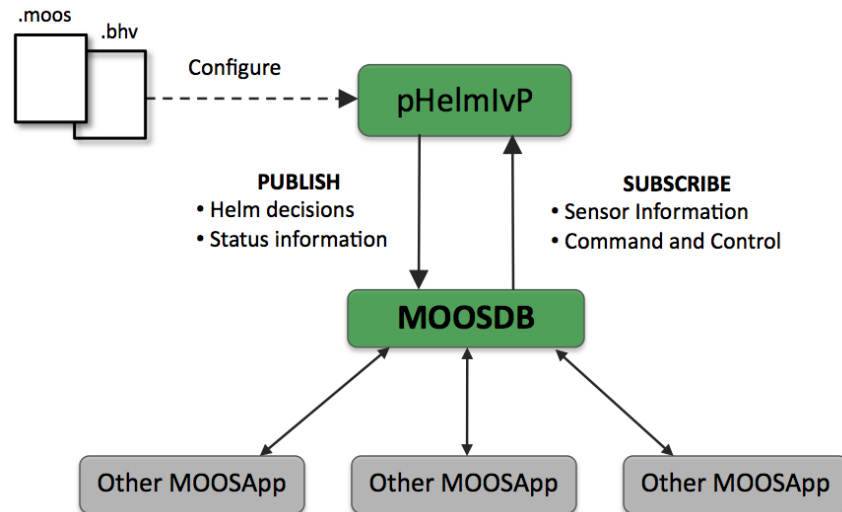 .moos
.bhv
Configure
pHelmIvP
PUBLISH
• Helm decisions
• Status information
SUBSCRIBE
• Sensor Information
• Command and Control
MOOSDB
Other MOOSApp
Other MOOSApp
Other MOOSApp